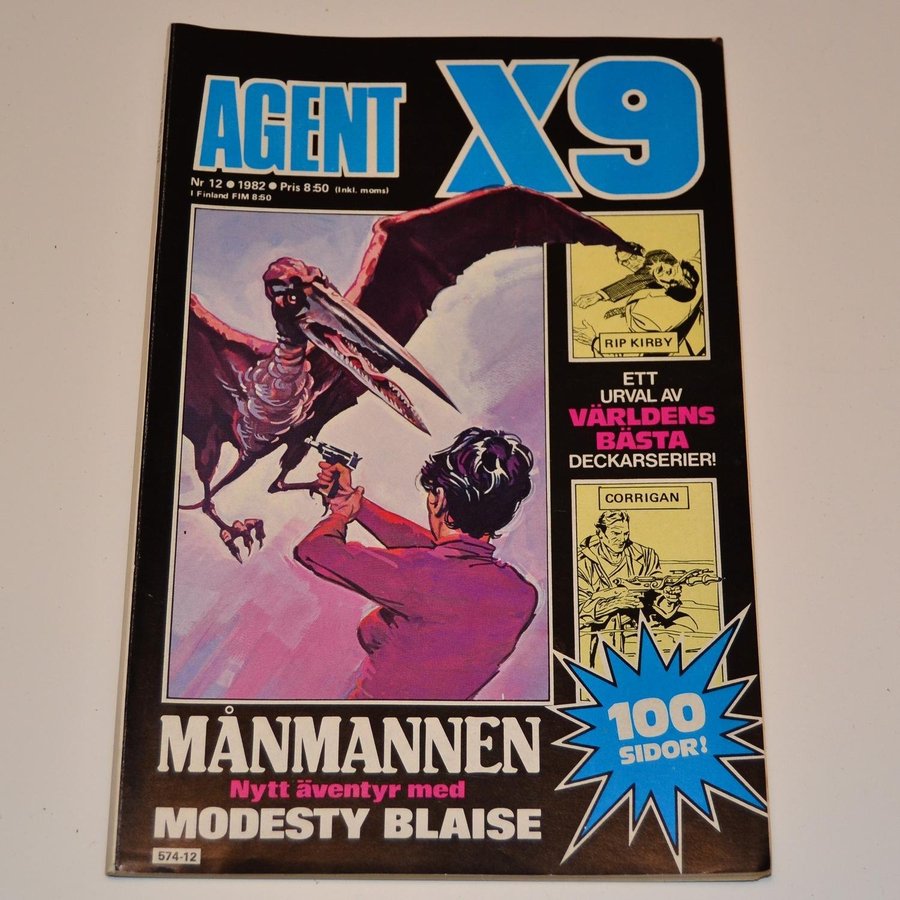 AGENT X9
Nr 12 ● 1982 ● Pris 8:50 (Inkl. moms)
I Finland FIM 8:50
RIP KIRBY
ETT
URVAL AV
VÄRLDENS
BÄSTA
DECKARSERIER!
CORRIGAN
100
SIDOR!
MÅNMANNEN
Nytt äventyr med
MODESTY BLAISE
574-12